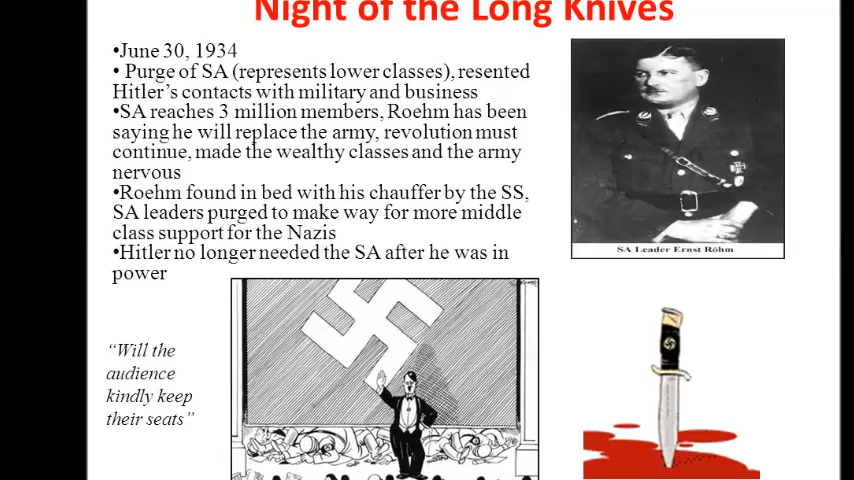 Night of the Long Knives
•June 30, 1934
• Purge of SA (represents lower classes), resented
Hitler's contacts with military and business
•SA reaches 3 million members, Roehm has been
saying he will replace the army, revolution must
continue, made the wealthy classes and the army
nervous
•Roehm found in bed with his chauffer by the SS,
SA leaders purged to make way for more middle
class support for the Nazis
•Hitler no longer needed the SA after he was in
power
SA Leader Ernst Röhm
“Will the
audience
kindly keep
their seats”